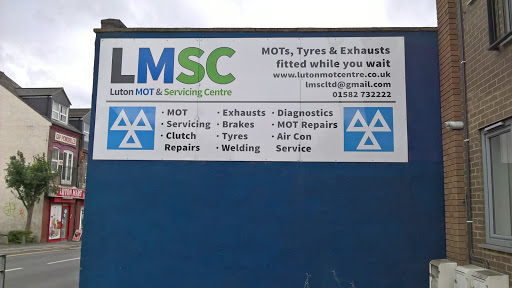 LMSC
Luton MOT & Servicing Centre
MOTs, Tyres & Exhausts
fitted while you wait
www.lutonmotcentre.co.uk
lmscltd@gmail.com
01582 732222
· MOT
· Servicing
· Clutch
Repairs
· Exhausts
· Brakes
· Tyres
· Welding
· Diagnostics
· MOT Repairs
· Air Con
Service